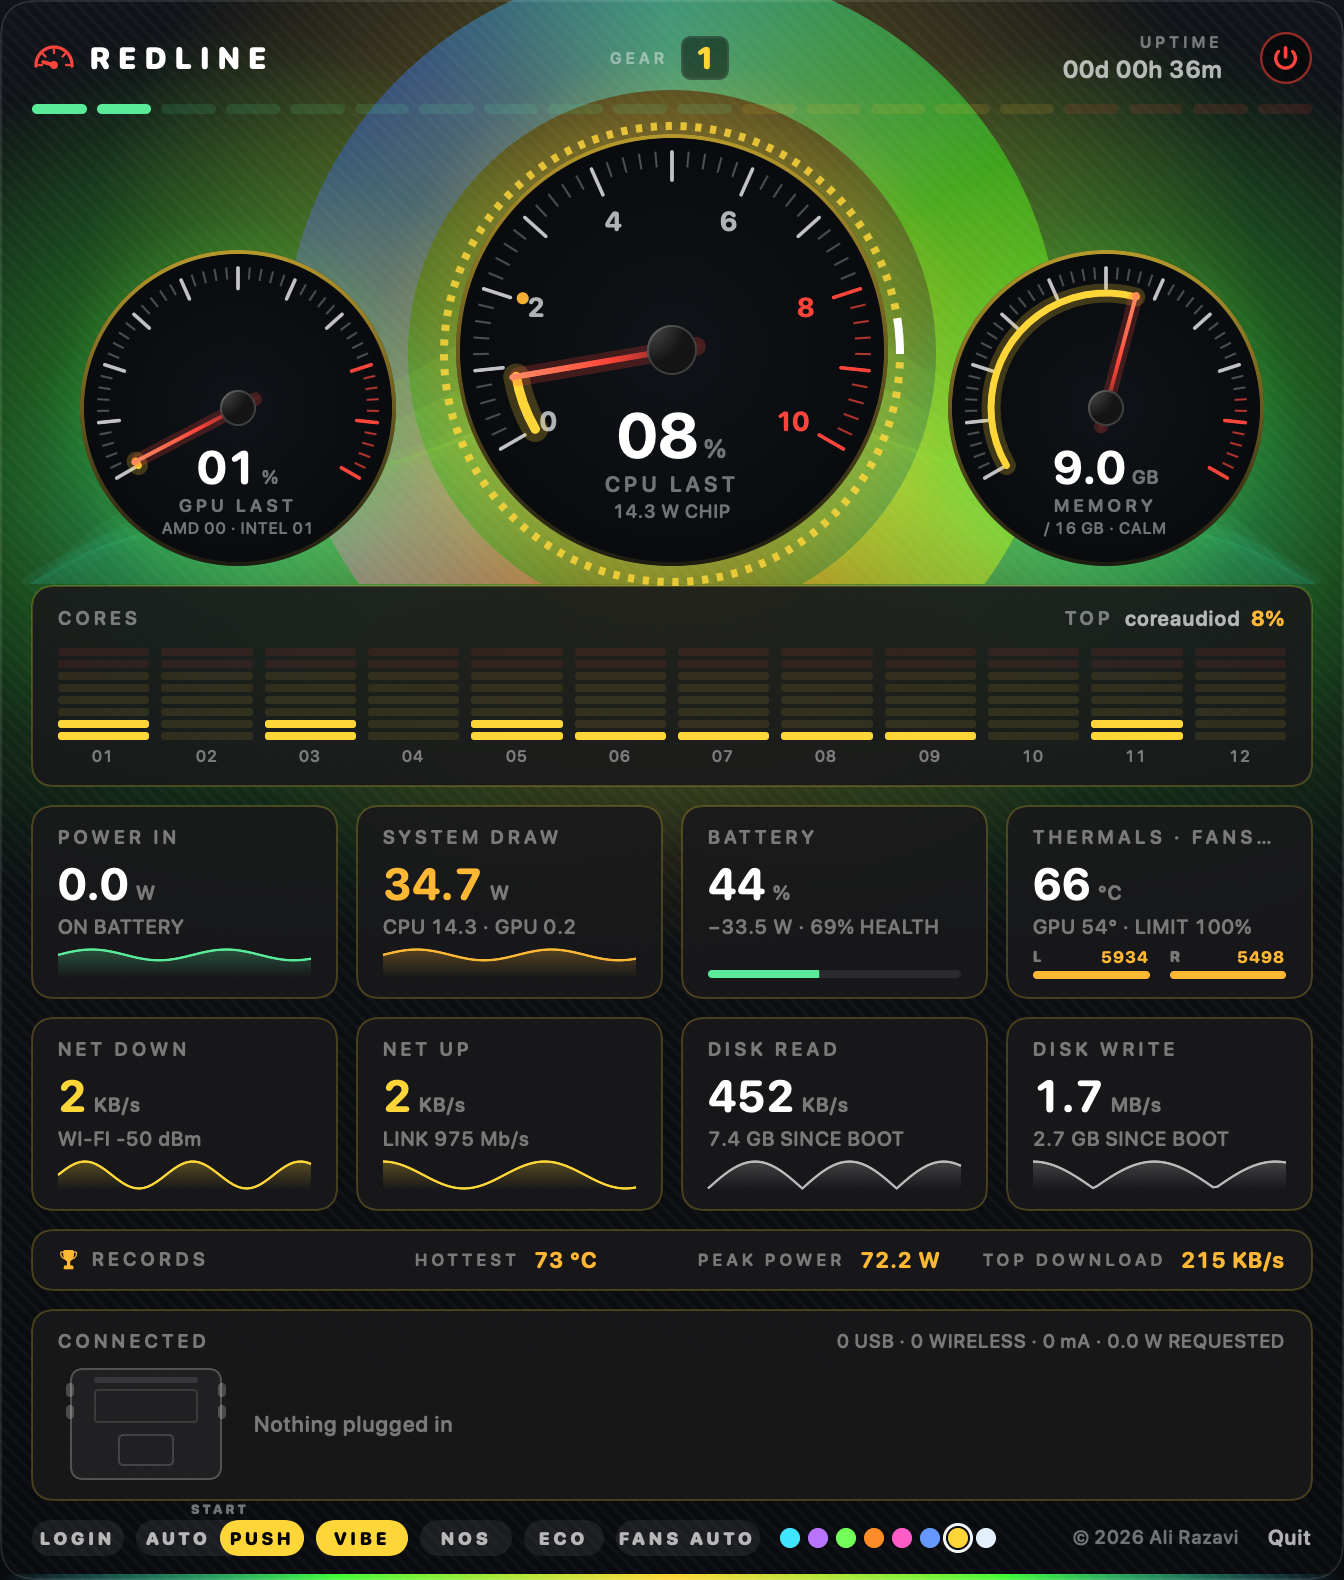 REDLINE
GEAR 1
UPTIME
00d 00h 36m
4 6
2 8
0 10
08 %
CPU LAST
14.3 W CHIP
01 %
GPU LAST
AMD 00 · INTEL 01
9.0 GB
MEMORY
/ 16 GB · CALM
CORES TOP coreaudiod 8%
01 02 03 04 05 06 07 08 09 10 11 12
POWER IN
0.0 W
ON BATTERY
SYSTEM DRAW
34.7 W
CPU 14.3 · GPU 0.2
BATTERY
44 %
−33.5 W · 69% HEALTH
THERMALS · FANS...
66 °C
GPU 54° · LIMIT 100%
L 5934 R 5498
NET DOWN
2 KB/s
WI-FI -50 dBm
NET UP
2 KB/s
LINK 975 Mb/s
DISK READ
452 KB/s
7.4 GB SINCE BOOT
DISK WRITE
1.7 MB/s
2.7 GB SINCE BOOT
RECORDS HOTTEST 73 °C PEAK POWER 72.2 W TOP DOWNLOAD 215 KB/s
CONNECTED 0 USB · 0 WIRELESS · 0 mA · 0.0 W REQUESTED
Nothing plugged in
START
LOGIN AUTO PUSH VIBE NOS ECO FANS AUTO © 2026 Ali Razavi Quit